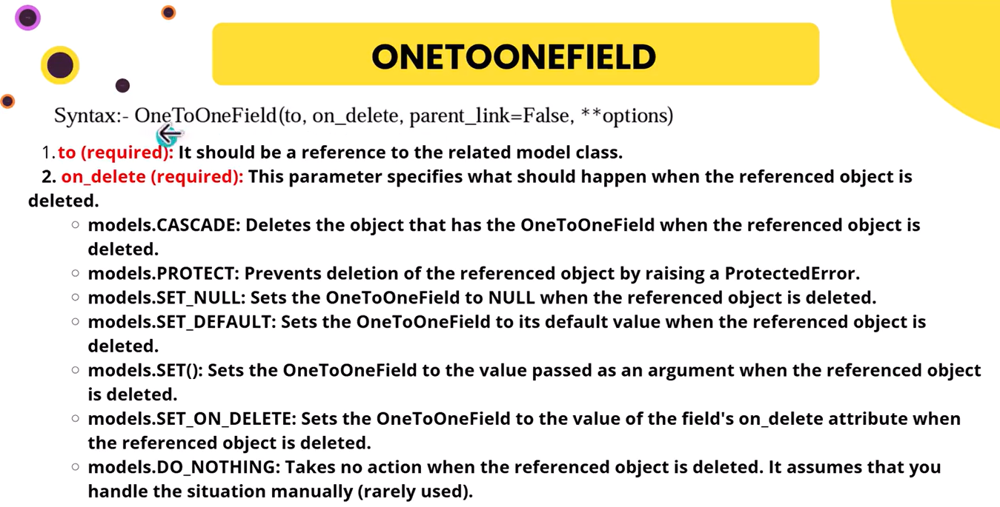 ONETOONEFIELD
Syntax:- OneToOneField(to, on_delete, parent_link=False, **options)
1. to (required): It should be a reference to the related model class.
2. on_delete (required): This parameter specifies what should happen when the referenced object is
deleted.
○ models.CASCADE: Deletes the object that has the OneToOneField when the referenced object is
deleted.
○ models.PROTECT: Prevents deletion of the referenced object by raising a ProtectedError.
○ models.SET_NULL: Sets the OneToOneField to NULL when the referenced object is deleted.
○ models.SET_DEFAULT: Sets the OneToOneField to its default value when the referenced object is
deleted.
○ models.SET(): Sets the OneToOneField to the value passed as an argument when the referenced object
is deleted.
○ models.SET_ON_DELETE: Sets the OneToOneField to the value of the field's on_delete attribute when
the referenced object is deleted.
○ models.DO_NOTHING: Takes no action when the referenced object is deleted. It assumes that you
handle the situation manually (rarely used).